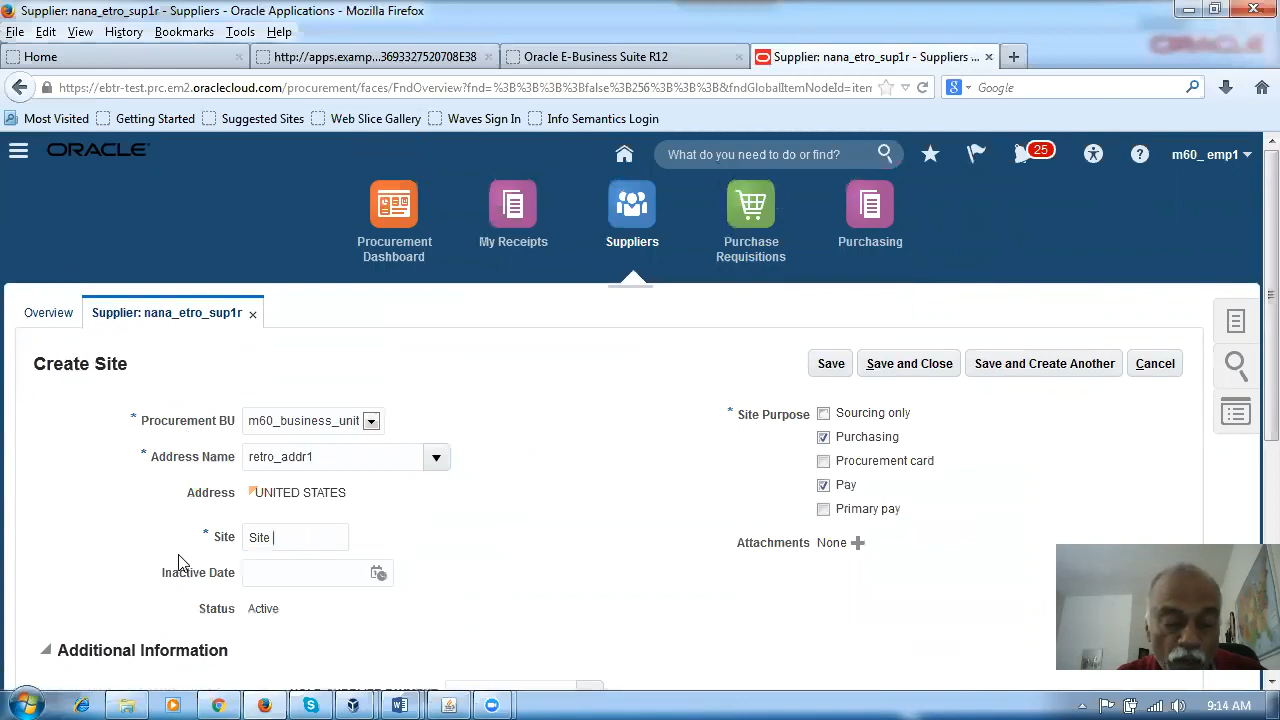 Supplier: nana_etro_sup1r - Suppliers - Oracle Applications - Mozilla Firefox
File Edit View History Bookmarks Tools Help
Home http://apps.examp...3693327520708E38 Oracle E-Business Suite R12 Supplier: nana_etro_sup1r - Suppliers ...
https://ebtr-test.prc.em2.oraclecloud.com/procurement/faces/FndOverview?fnd=%3B%3B%3B%3Bfalse%3B256%3B%3B%3B&fndGlobalItemNodeId=item Google
Most Visited Getting Started Suggested Sites Web Slice Gallery Waves Sign In Info Semantics Organization
ORACLE What do you need to do or find? 25 m60_ emp1
Procurement Dashboard My Receipts Suppliers Purchase Requisitions Purchasing
Overview Supplier: nana_etro_sup1r
Create Site Save Save and Close Save and Create Another Cancel
* Procurement BU m60_business_unit * Site Purpose Sourcing only
Purchasing
* Address Name retro_addr1 Procurement card
Address UNITED STATES Pay
Primary pay
* Site Site Attachments None
Inactive Date
Status Active
Additional Information
9:14 AM